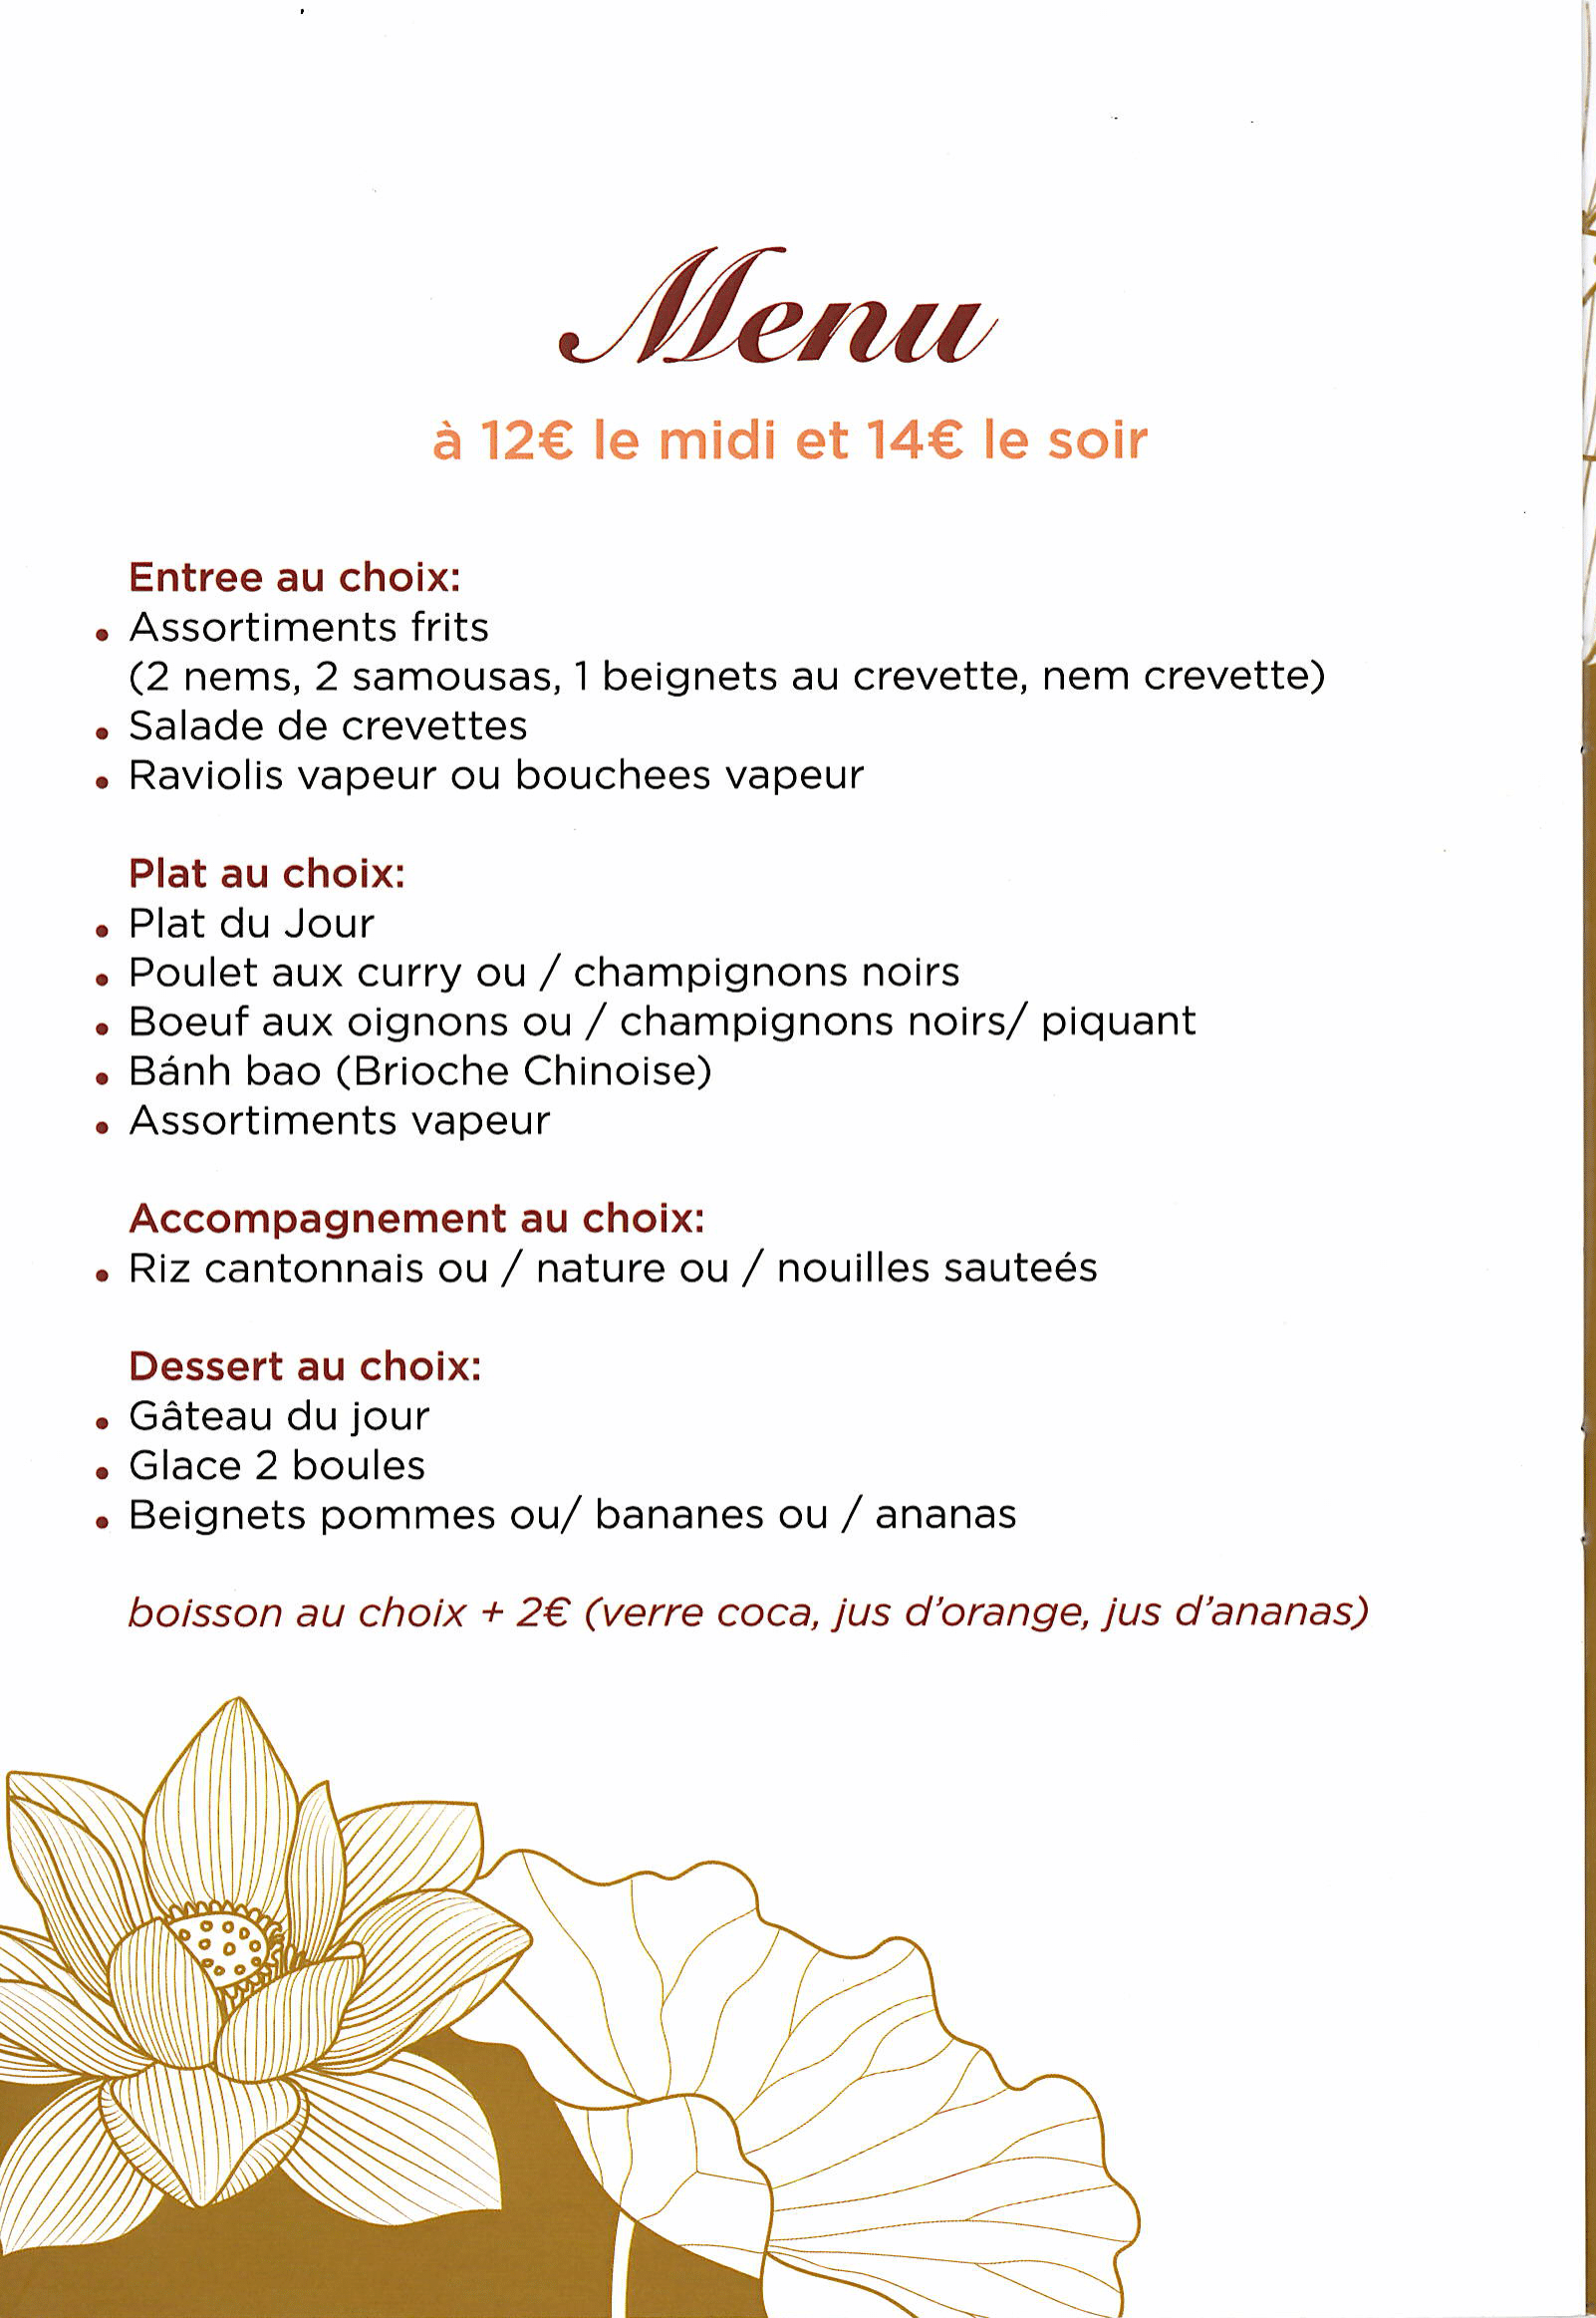 Menu
à 12€ le midi et 14€ le soir
Entree au choix:
• Assortiments frits
(2 nems, 2 samousas, 1 beignets au crevette, nem crevette)
• Salade de crevettes
• Raviolis vapeur ou bouchees vapeur
Plat au choix:
• Plat du Jour
• Poulet aux curry ou / champignons noirs
• Boeuf aux oignons ou / champignons noirs/ piquant
• Bánh bao (Brioche Chinoise)
• Assortiments vapeur
Accompagnement au choix:
• Riz cantonnais ou / nature ou / nouilles sauteés
Dessert au choix:
• Gâteau du jour
• Glace 2 boules
• Beignets pommes ou/ bananes ou / ananas
boisson au choix + 2€ (verre coca, jus d'orange, jus d'ananas)